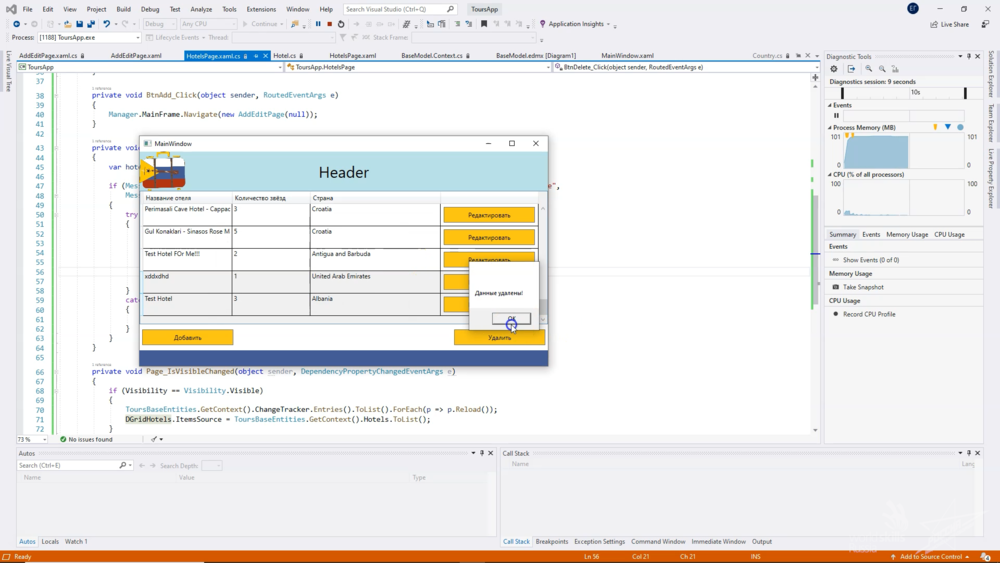 File Edit View Git Project Build Debug Test Analyze Tools Extensions Window Help Search Visual Studio (Ctrl+Q) ToursApp
Debug Any CPU Continue Application Insights Live Share
Process: [1188] ToursApp.exe Lifecycle Events Thread: Stack Frame:
AddEditPage.xaml.cs AddEditPage.xaml HotelsPage.xaml.cs Hotel.cs BaseModel.Context.cs BaseModel.edmx [Diagram1] MainWindow.xaml Country.cs
ToursApp ToursApp.HotelsPage BtnDelete_Click(object sender, RoutedEventArgs e)
Live Visual Tree
37
38 private void BtnAdd_Click(object sender, RoutedEventArgs e)
39 {
40 Manager.MainFrame.Navigate(new AddEditPage(null));
41 }
42
43 private voi
44 {
45 var hot
46
47 if (Mess
48 Mes
49 {
50 try
51 {
52
53
54
55
56
57
58 }
59 catc
60 {
61
62 }
63 }
64 }
65
66 private void Page_IsVisibleChanged(object sender, DependencyPropertyChangedEventArgs e)
67 {
68 if (Visibility == Visibility.Visible)
69 {
70 ToursBaseEntities.GetContext().ChangeTracker.Entries().ToList().ForEach(p => p.Reload());
71 DGridHotels.ItemsSource = ToursBaseEntities.GetContext().Hotels.ToList();
72 }
MainWindow
Header
Название отеля Количество звёзд Страна
Perimasali Cave Hotel - Cappac 3 Croatia Редактировать
Gul Konaklari - Sinasos Rose M 5 Croatia Редактировать
Test Hotel FOr Me!!! 2 Antigua and Barbuda Редактировать
xddxdhd 1 United Arab Emirates
Test Hotel 3 Albania
Данные удалены!
OK
Добавить Удалить
73 % No issues found
Diagnostic Tools
Diagnostics session: 9 seconds
10s
Events
Process Memory (MB)
101 101
0 0
CPU (% of all processors)
100 100
0 0
Summary Events Memory Usage CPU Usage
Events
Show Events (0 of 0)
Memory Usage
Take Snapshot
CPU Usage
Record CPU Profile
Solution Explorer
Team Explorer
Live Property Explorer
Autos
Search (Ctrl+E) Search Depth:
Name Value Type
Autos Locals Watch 1
Call Stack
Name Lang
Call Stack Breakpoints Exception Settings Command Window Immediate Window Output
Ready Ln 56 Col 21 Ch 21 INS Add to Source Control